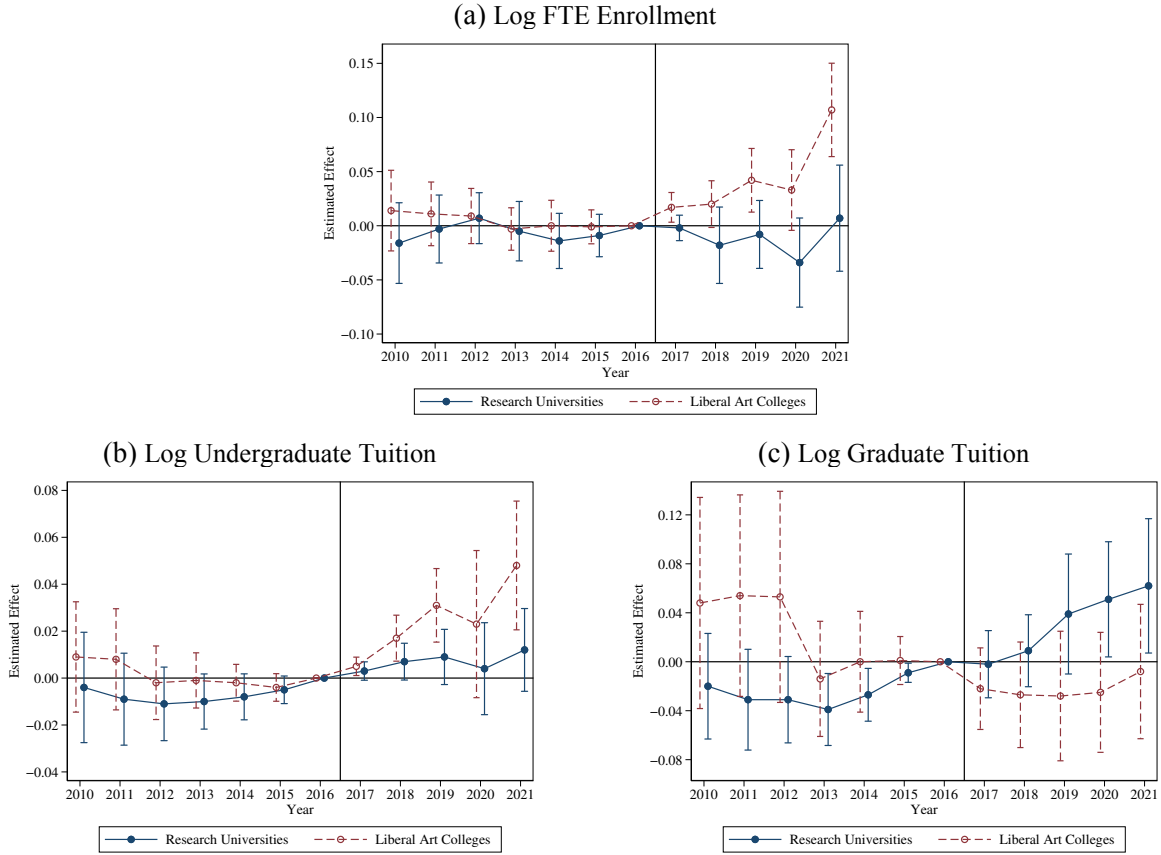 (a) Log FTE Enrollment
0.15
0.10
0.05
0.00
−0.05
−0.10
Estimated Effect
2010 2011 2012 2013 2014 2015 2016 2017 2018 2019 2020 2021
Year
Research Universities Liberal Art Colleges
(b) Log Undergraduate Tuition
0.08
0.06
0.04
0.02
0.00
−0.02
−0.04
Estimated Effect
2010 2011 2012 2013 2014 2015 2016 2017 2018 2019 2020 2021
Year
Research Universities Liberal Art Colleges
(c) Log Graduate Tuition
0.12
0.08
0.04
0.00
−0.04
−0.08
Estimated Effect
2010 2011 2012 2013 2014 2015 2016 2017 2018 2019 2020 2021
Year
Research Universities Liberal Art Colleges